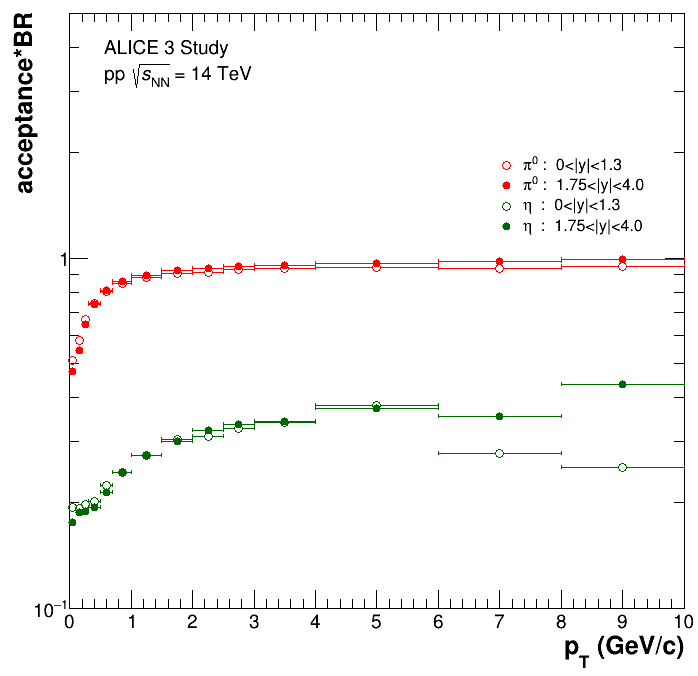 acceptance*BR
ALICE 3 Study
pp √s_NN = 14 TeV
π⁰ : 0<|y|<1.3
π⁰ : 1.75<|y|<4.0
η : 0<|y|<1.3
η : 1.75<|y|<4.0
1
10⁻¹
0 1 2 3 4 5 6 7 8 9 10
p_T (GeV/c)